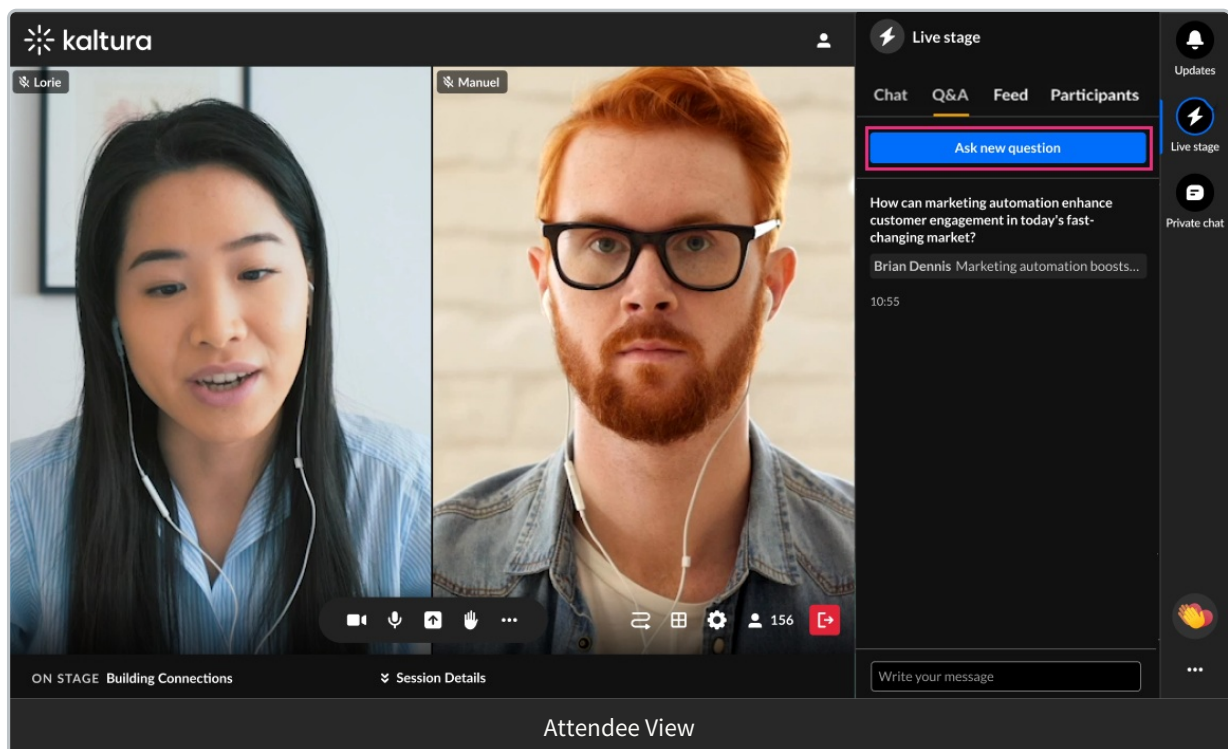 kaltura
Lorie
Manuel
ON STAGE Building Connections
Session Details
156
Live stage
Chat Q&A Feed Participants
Ask new question
How can marketing automation enhance
customer engagement in today's fast-
changing market?
Brian Dennis Marketing automation boosts...
10:55
Write your message
Updates
Live stage
Private chat
Attendee View